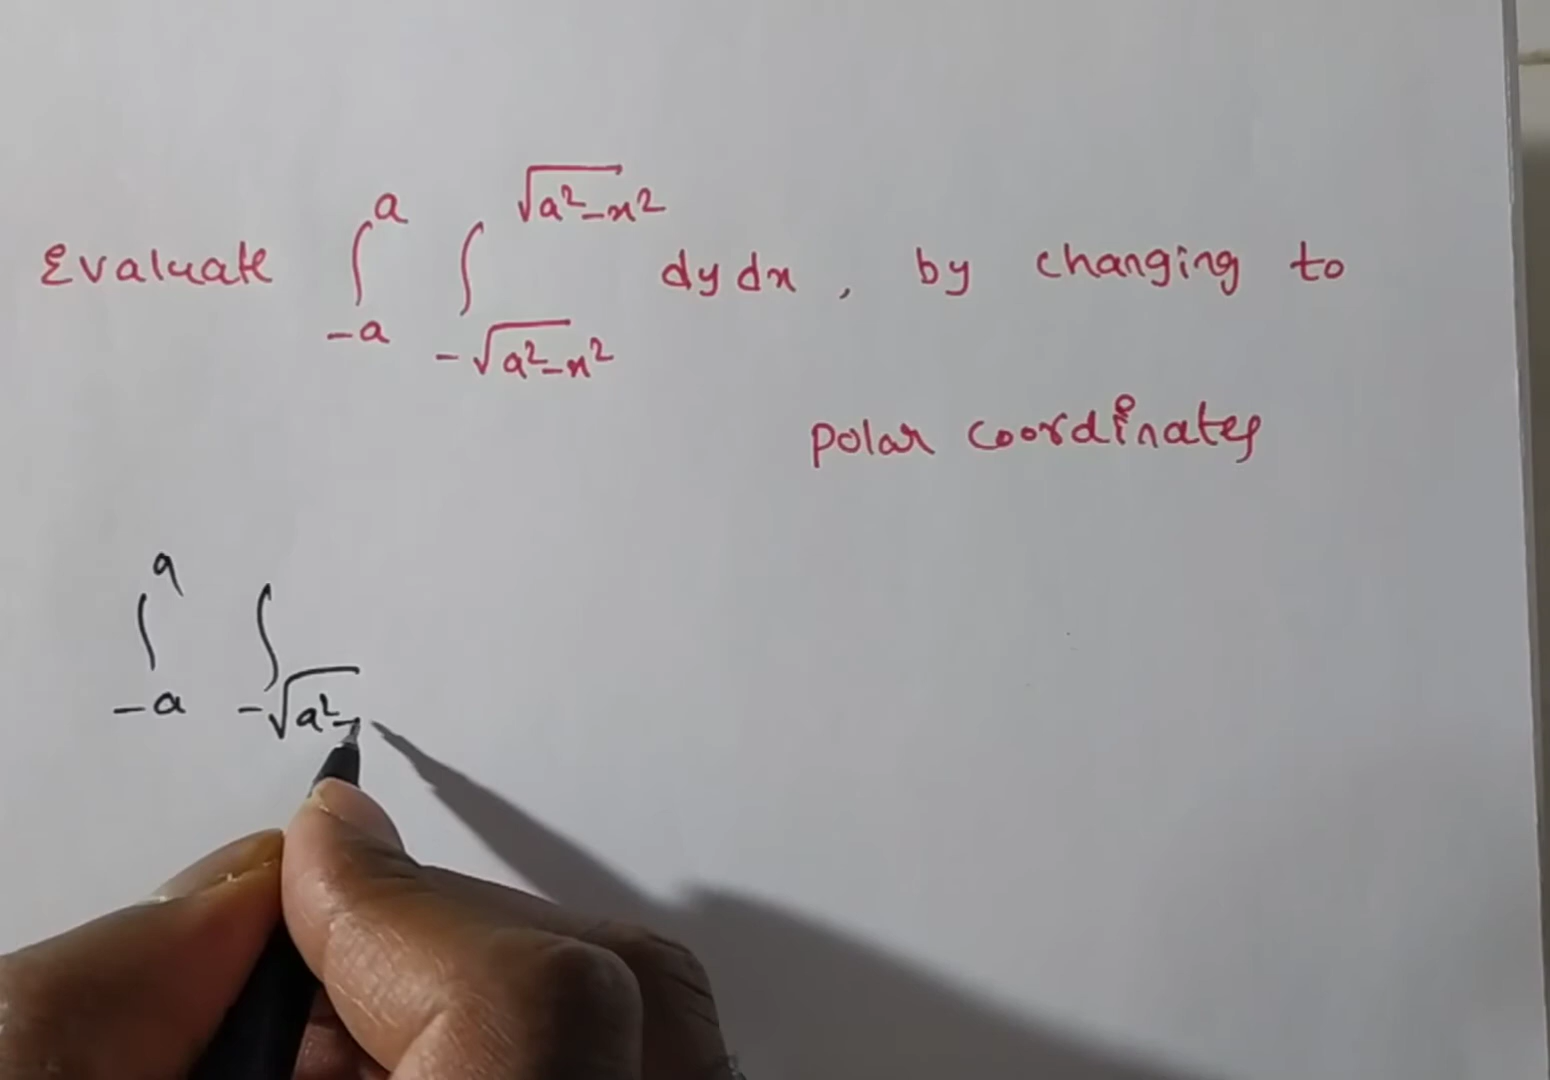 Evaluate ∫_{-a}^{a} ∫_{-√(a²-x²)}^{√(a²-x²)} dy dx , by changing to
polar coordinates
∫_{-a}^{a} ∫_{-√a²-